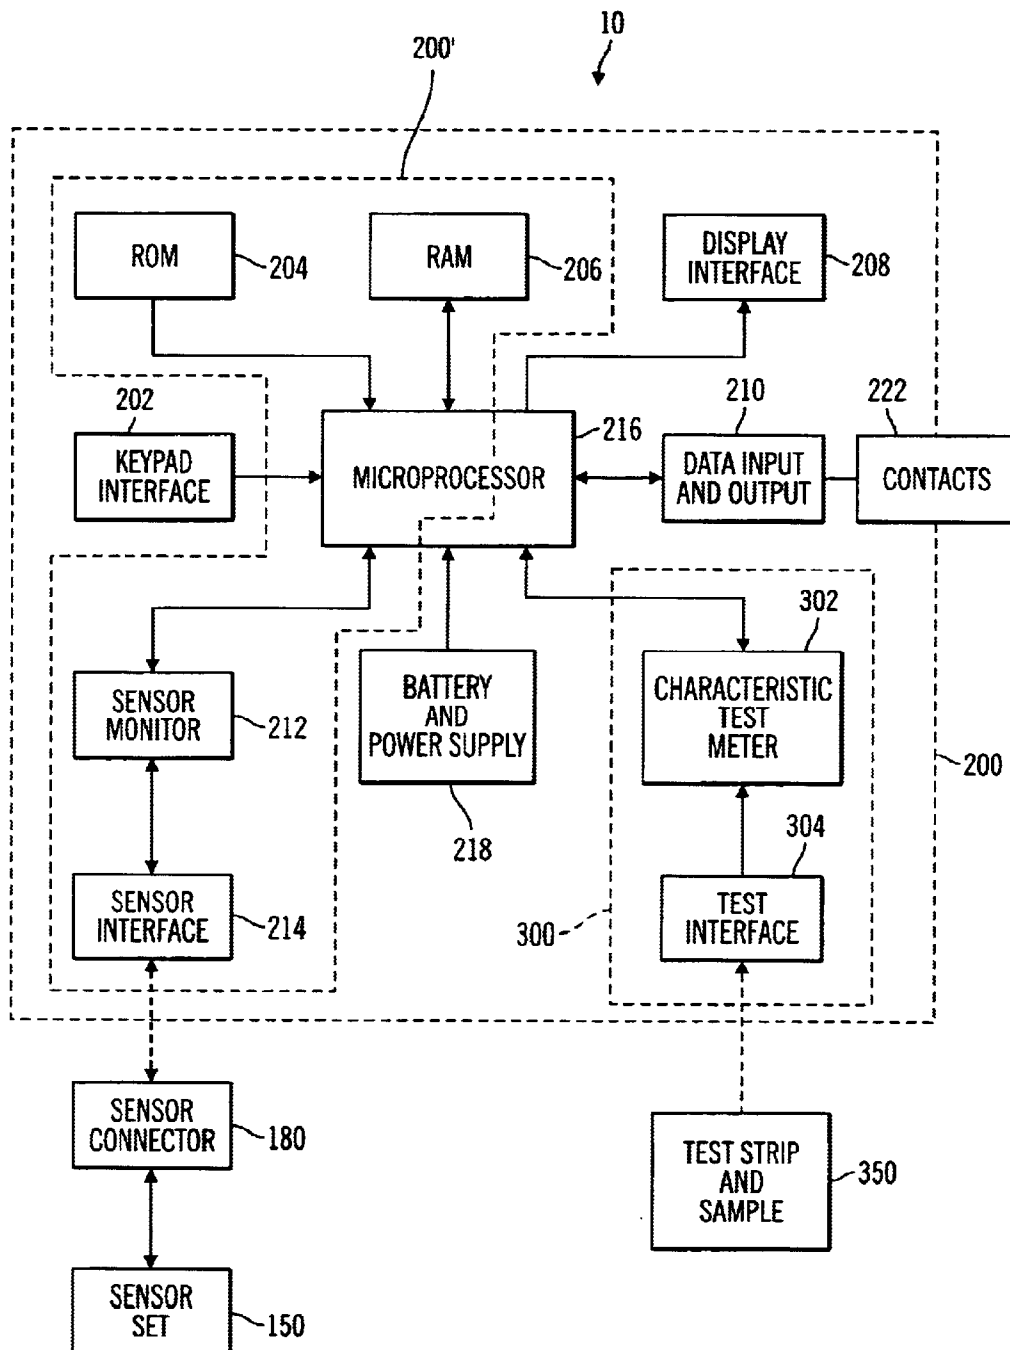 10
200'
ROM
204
RAM
206
DISPLAY
INTERFACE
208
202
KEYPAD
INTERFACE
MICROPROCESSOR
216
210
DATA INPUT
AND OUTPUT
222
CONTACTS
SENSOR
MONITOR
212
BATTERY
AND
POWER SUPPLY
218
302
CHARACTERISTIC
TEST
METER
200
SENSOR
INTERFACE
214
304
TEST
INTERFACE
300
SENSOR
CONNECTOR
180
TEST STRIP
AND
SAMPLE
350
SENSOR
SET
150